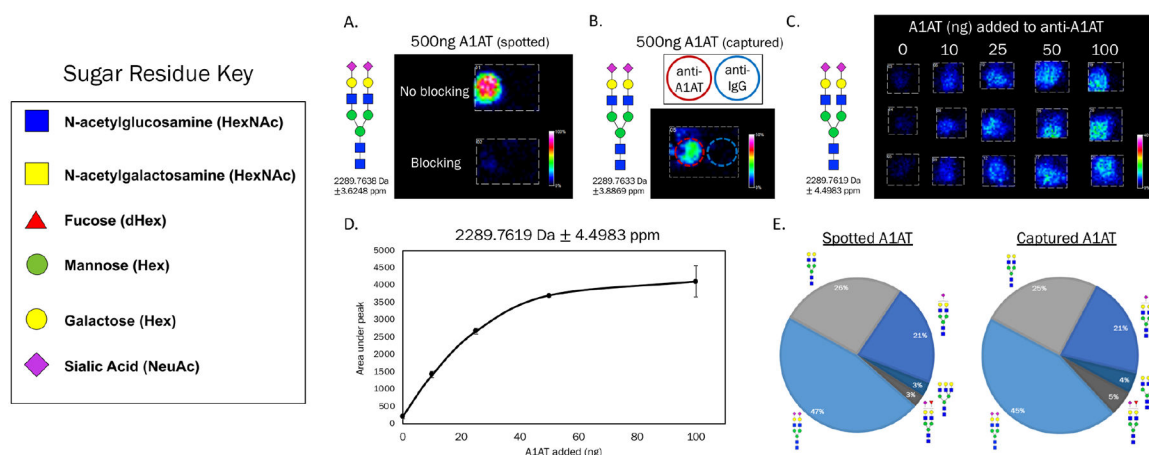 Sugar Residue Key
N-acetylglucosamine (HexNAc)
N-acetylgalactosamine (HexNAc)
Fucose (dHex)
Mannose (Hex)
Galactose (Hex)
Sialic Acid (NeuAc)
A.
500ng A1AT (spotted)
No blocking
Blocking
2289.7638 Da
±3.6248 ppm
100%
0%
B.
500ng A1AT (captured)
anti-
A1AT
anti-
IgG
2289.7633 Da
±3.8869 ppm
0%
C.
A1AT (ng) added to anti-A1AT
0 10 25 50 100
2289.7619 Da
± 4.4983 ppm
0%
D.
2289.7619 Da ± 4.4983 ppm
Area under peak
5000
4500
4000
3500
3000
2500
2000
1500
1000
500
0
0 20 40 60 80 100
A1AT added (ng)
E.
Spotted A1AT
26%
21%
3%
3%
47%
Captured A1AT
25%
21%
4%
5%
45%